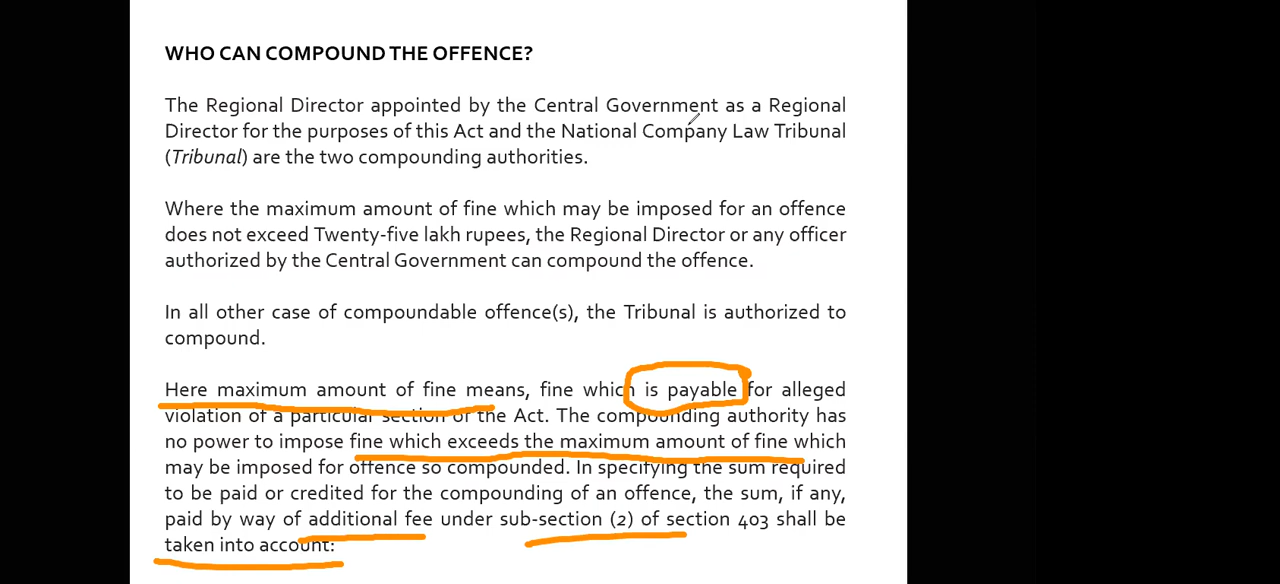 WHO CAN COMPOUND THE OFFENCE?
The Regional Director appointed by the Central Government as a Regional
Director for the purposes of this Act and the National Company Law Tribunal
(Tribunal) are the two compounding authorities.
Where the maximum amount of fine which may be imposed for an offence
does not exceed Twenty-five lakh rupees, the Regional Director or any officer
authorized by the Central Government can compound the offence.
In all other case of compoundable offence(s), the Tribunal is authorized to
compound.
Here maximum amount of fine means, fine which is payable for alleged
violation of a particular section of the Act. The compounding authority has
no power to impose fine which exceeds the maximum amount of fine which
may be imposed for offence so compounded. In specifying the sum required
to be paid or credited for the compounding of an offence, the sum, if any,
paid by way of additional fee under sub-section (2) of section 403 shall be
taken into account: